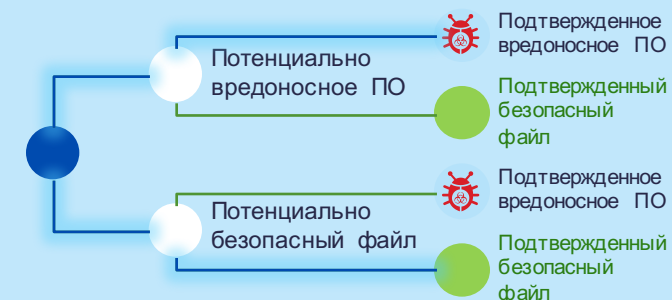 Подтвержденное
вредоносное ПО
Потенциально
вредоносное ПО
Подтвержденный
безопасный
файл
Подтвержденное
вредоносное ПО
Потенциально
безопасный файл
Подтвержденный
безопасный
файл